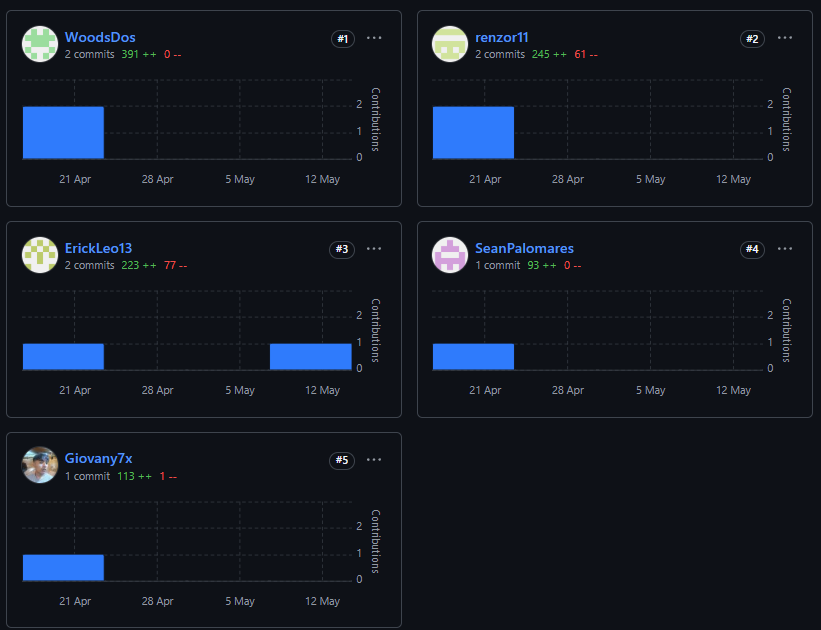 WoodsDos
#1
2 commits 391 ++ 0 --
2
1
0
Contributions
21 Apr 28 Apr 5 May 12 May
renzor11
#2
2 commits 245 ++ 61 --
2
1
0
Contributions
21 Apr 28 Apr 5 May 12 May
ErickLeo13
#3
2 commits 223 ++ 77 --
2
1
0
Contributions
21 Apr 28 Apr 5 May 12 May
SeanPalomares
#4
1 commit 93 ++ 0 --
2
1
0
Contributions
21 Apr 28 Apr 5 May 12 May
Giovany7x
#5
1 commit 113 ++ 1 --
2
1
0
Contributions
21 Apr 28 Apr 5 May 12 May